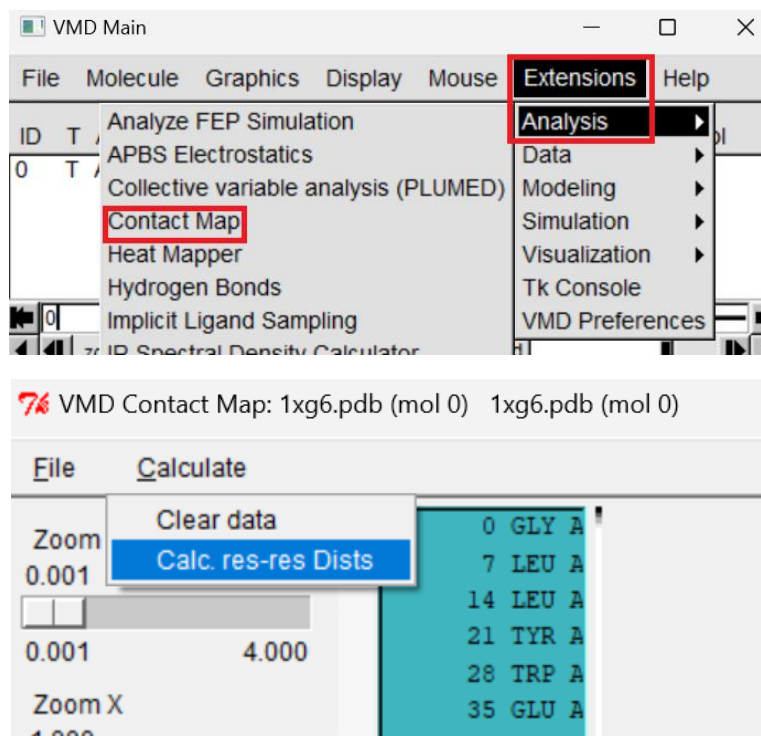 VMD Main
File Molecule Graphics Display Mouse Extensions Help
ID T
0 T
Analyze FEP Simulation
APBS Electrostatics
Collective variable analysis (PLUMED)
Contact Map
Heat Mapper
Hydrogen Bonds
Implicit Ligand Sampling
IR Spectral Density Calculator
Analysis
Data
Modeling
Simulation
Visualization
Tk Console
VMD Preferences
0
VMD Contact Map: 1xg6.pdb (mol 0) 1xg6.pdb (mol 0)
File Calculate
Clear data
Calc. res-res Dists
Zoom
0.001
0.001 4.000
Zoom X
0 GLY A
7 LEU A
14 LEU A
21 TYR A
28 TRP A
35 GLU A